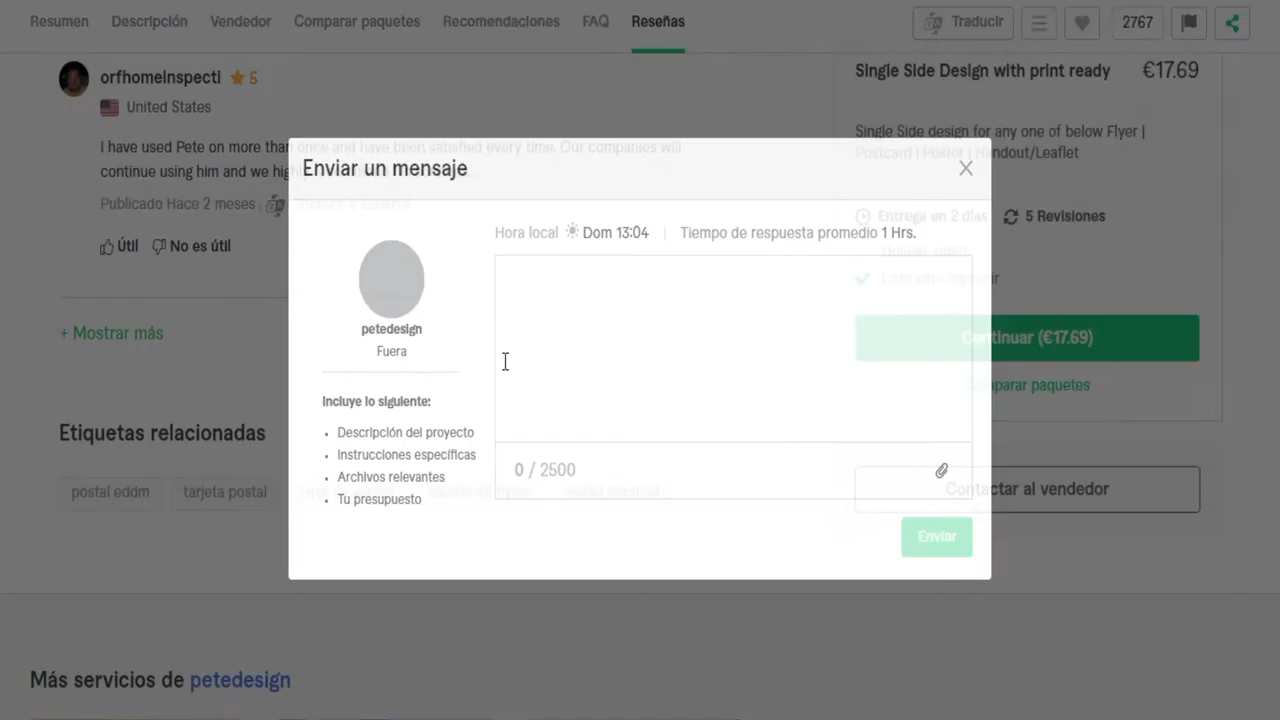 Resumen Descripción Vendedor Comparar paquetes Recomendaciones FAQ Reseñas Traducir 2767
orfhomeinspecti 5
United States
I have used Pete on more than once and have been satisfied every time. Our companies will
continue using him and we hig
Publicado Hace 2 meses
Útil No es útil
+ Mostrar más
Etiquetas relacionadas
postal eddm tarjeta postal
Enviar un mensaje
petedesign
Fuera
Incluye lo siguiente:
• Descripción del proyecto
• Instrucciones específicas
• Archivos relevantes
• Tu presupuesto
Hora local Dom 13:04 | Tiempo de respuesta promedio 1 Hrs.
0 / 2500
Enviar
Single Side Design with print ready €17.69
Single Side design for any one of below Flyer |
Postcard | Poster | Handout/Leaflet
Entrega en 2 días 5 Revisiones
Continuar (€17.69)
Comparar paquetes
Contactar al vendedor
Más servicios de petedesign